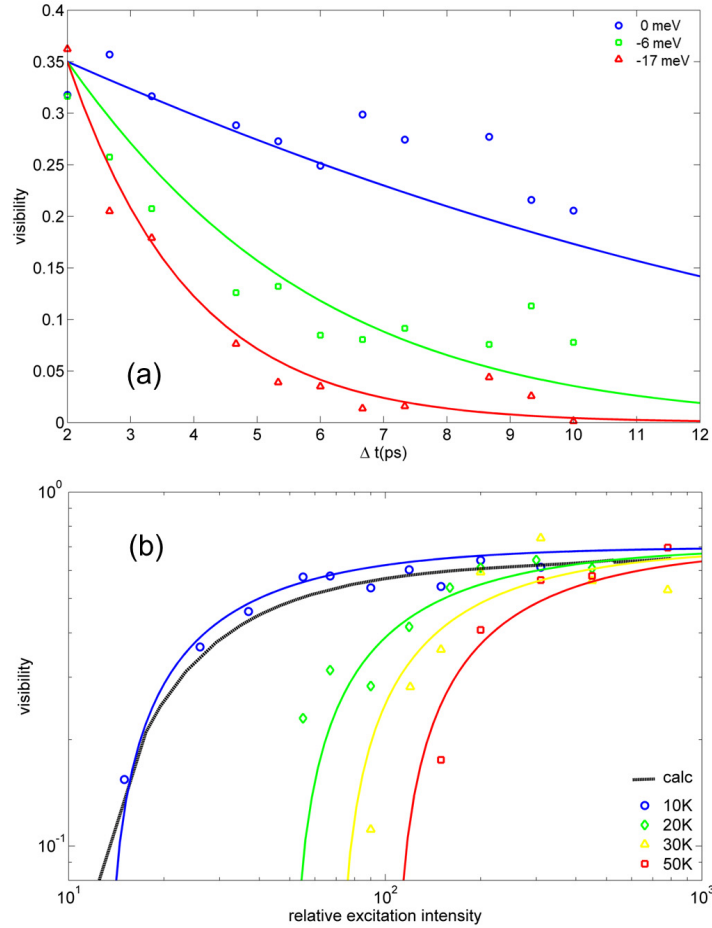 0.4
0.35
0.3
0.25
0.2
0.15
0.1
0.05
0
visibility
0 meV
-6 meV
-17 meV
(a)
2 3 4 5 6 7 8 9 10 11 12
Δ t(ps)
10^0
10^-1
visibility
(b)
calc
10K
20K
30K
50K
10^1 10^2 10^3
relative excitation intensity